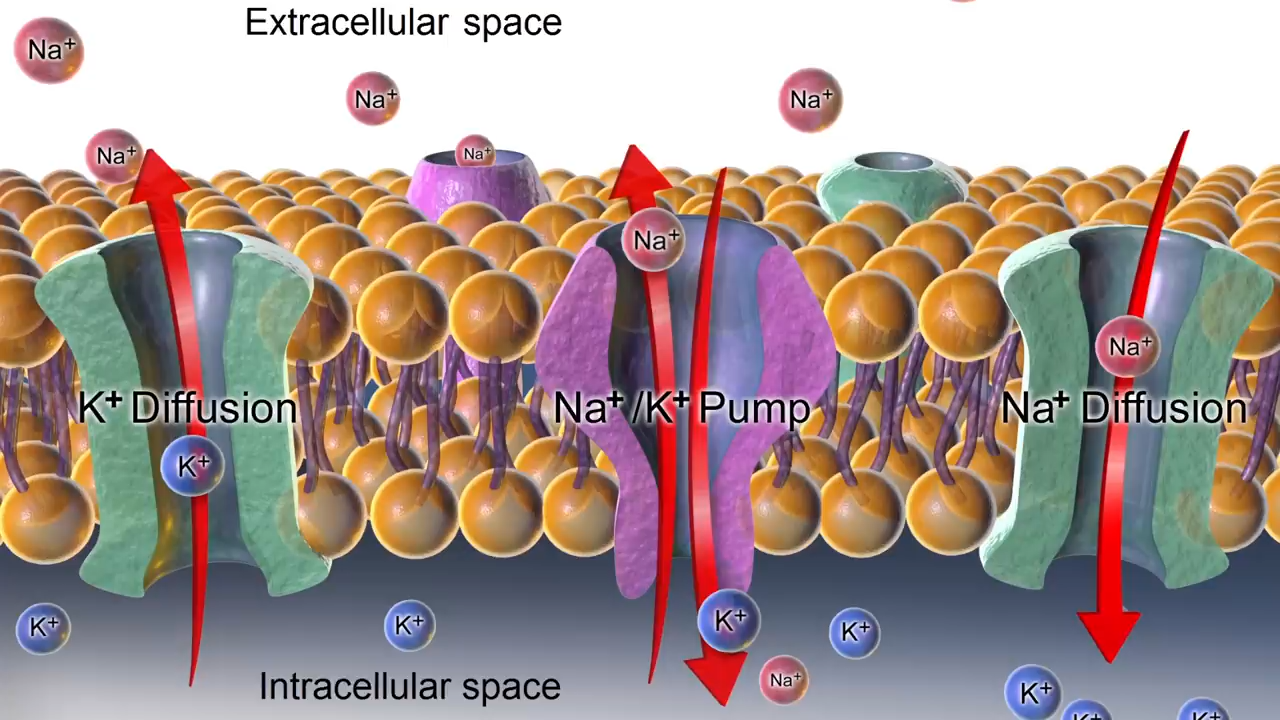 Extracellular space
Na⁺
Na⁺
Na⁺
Na⁺
Na⁺
Na⁺
Na⁺
K⁺ Diffusion
Na⁺/K⁺ Pump
Na⁺ Diffusion
K⁺
K⁺
K⁺
K⁺
K⁺
Na⁺
Intracellular space
K⁺
K⁺
K⁺